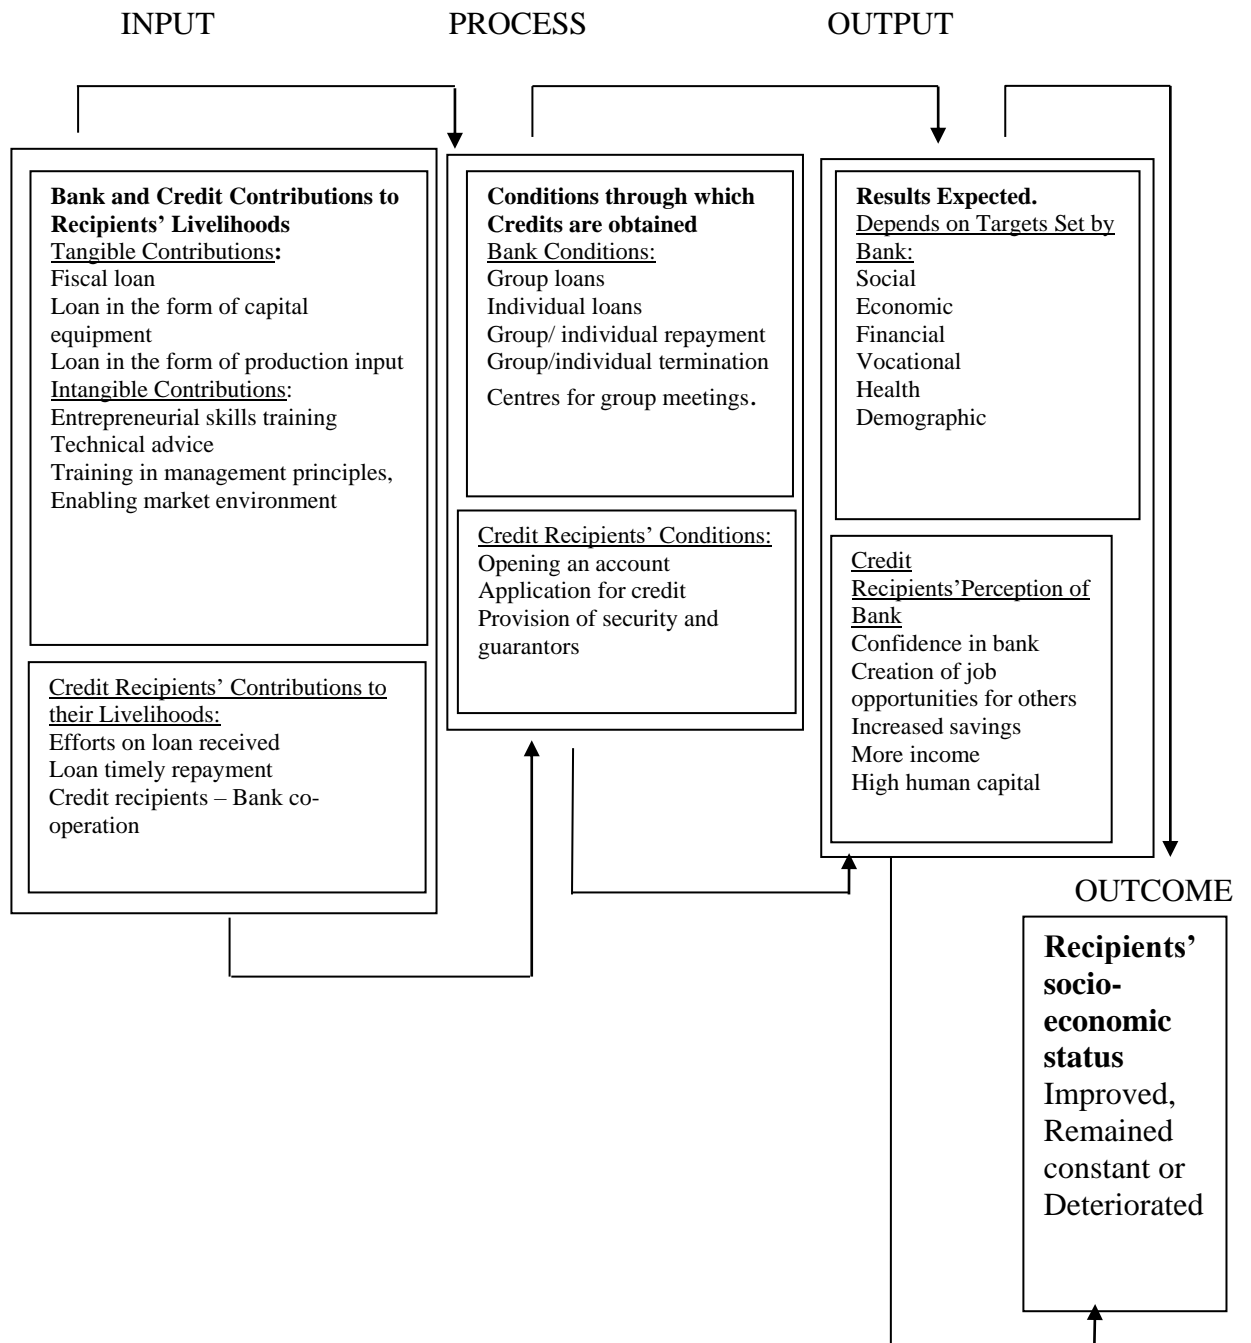 INPUT PROCESS OUTPUT
Bank and Credit Contributions to
Recipients’ Livelihoods
Tangible Contributions:
Fiscal loan
Loan in the form of capital
equipment
Loan in the form of production input
Intangible Contributions:
Entrepreneurial skills training
Technical advice
Training in management principles,
Enabling market environment
Credit Recipients’ Contributions to
their Livelihoods:
Efforts on loan received
Loan timely repayment
Credit recipients – Bank co-
operation
Conditions through which
Credits are obtained
Bank Conditions:
Group loans
Individual loans
Group/ individual repayment
Group/individual termination
Centres for group meetings.
Credit Recipients’ Conditions:
Opening an account
Application for credit
Provision of security and
guarantors
Results Expected.
Depends on Targets Set by
Bank:
Social
Economic
Financial
Vocational
Health
Demographic
Credit
Recipients’Perception of
Bank
Confidence in bank
Creation of job
opportunities for others
Increased savings
More income
High human capital
OUTCOME
Recipients’
socio-
economic
status
Improved,
Remained
constant or
Deteriorated